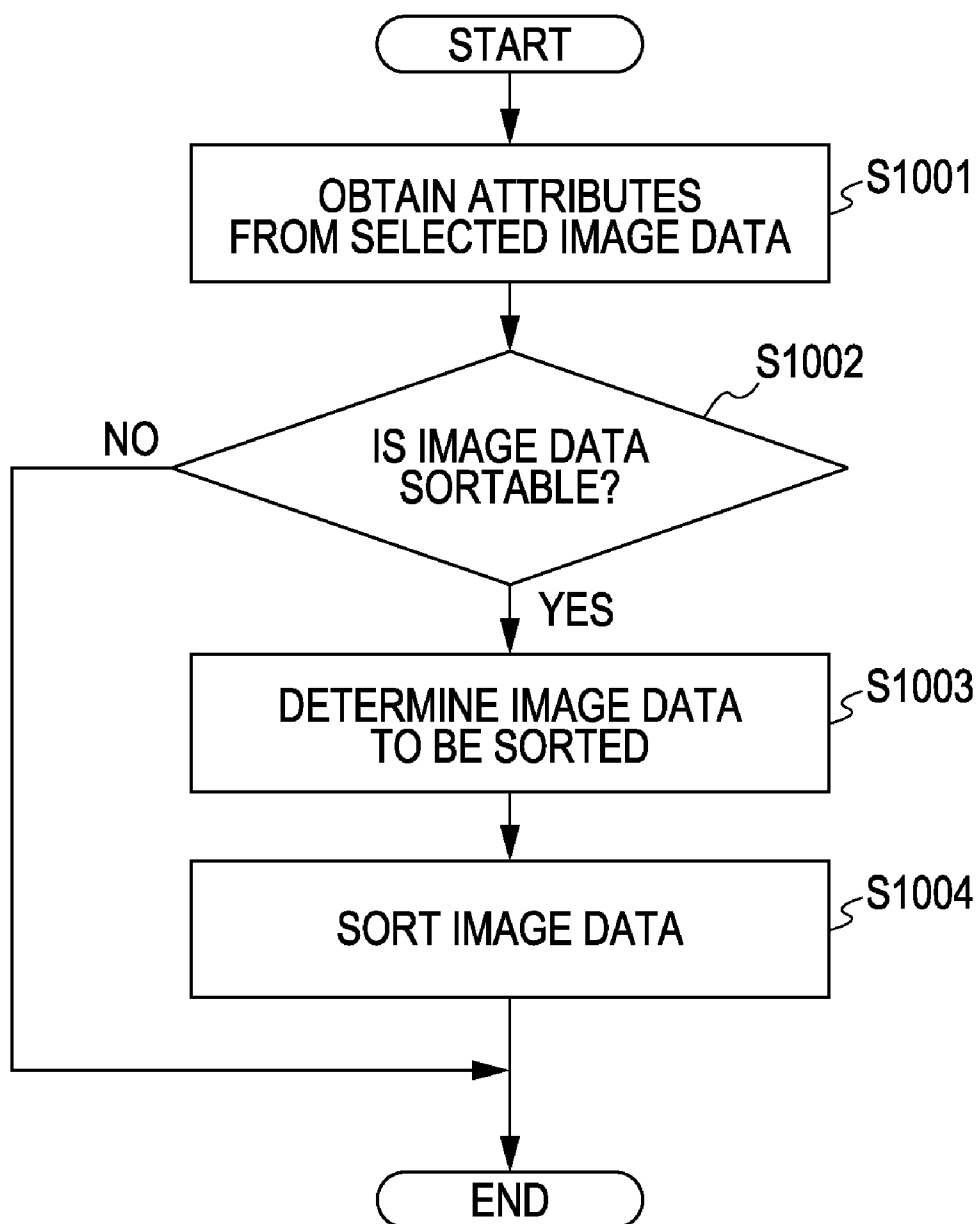 START
OBTAIN ATTRIBUTES
FROM SELECTED IMAGE DATA
S1001
S1002
NO
IS IMAGE DATA
SORTABLE?
YES
S1003
DETERMINE IMAGE DATA
TO BE SORTED
S1004
SORT IMAGE DATA
END